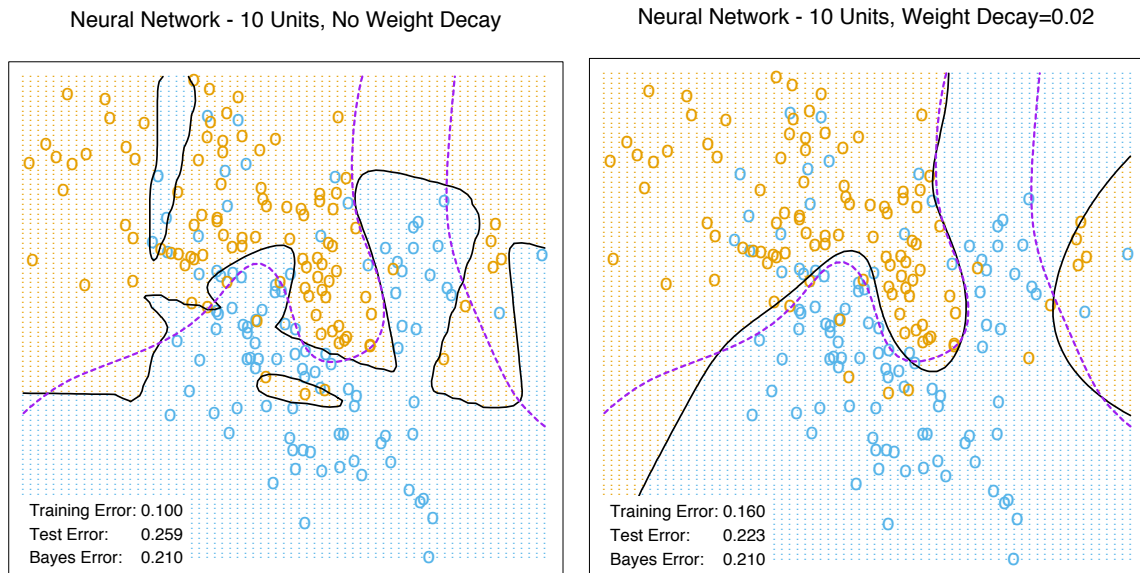 Neural Network - 10 Units, No Weight Decay
Training Error: 0.100
Test Error: 0.259
Bayes Error: 0.210
Neural Network - 10 Units, Weight Decay=0.02
Training Error: 0.160
Test Error: 0.223
Bayes Error: 0.210